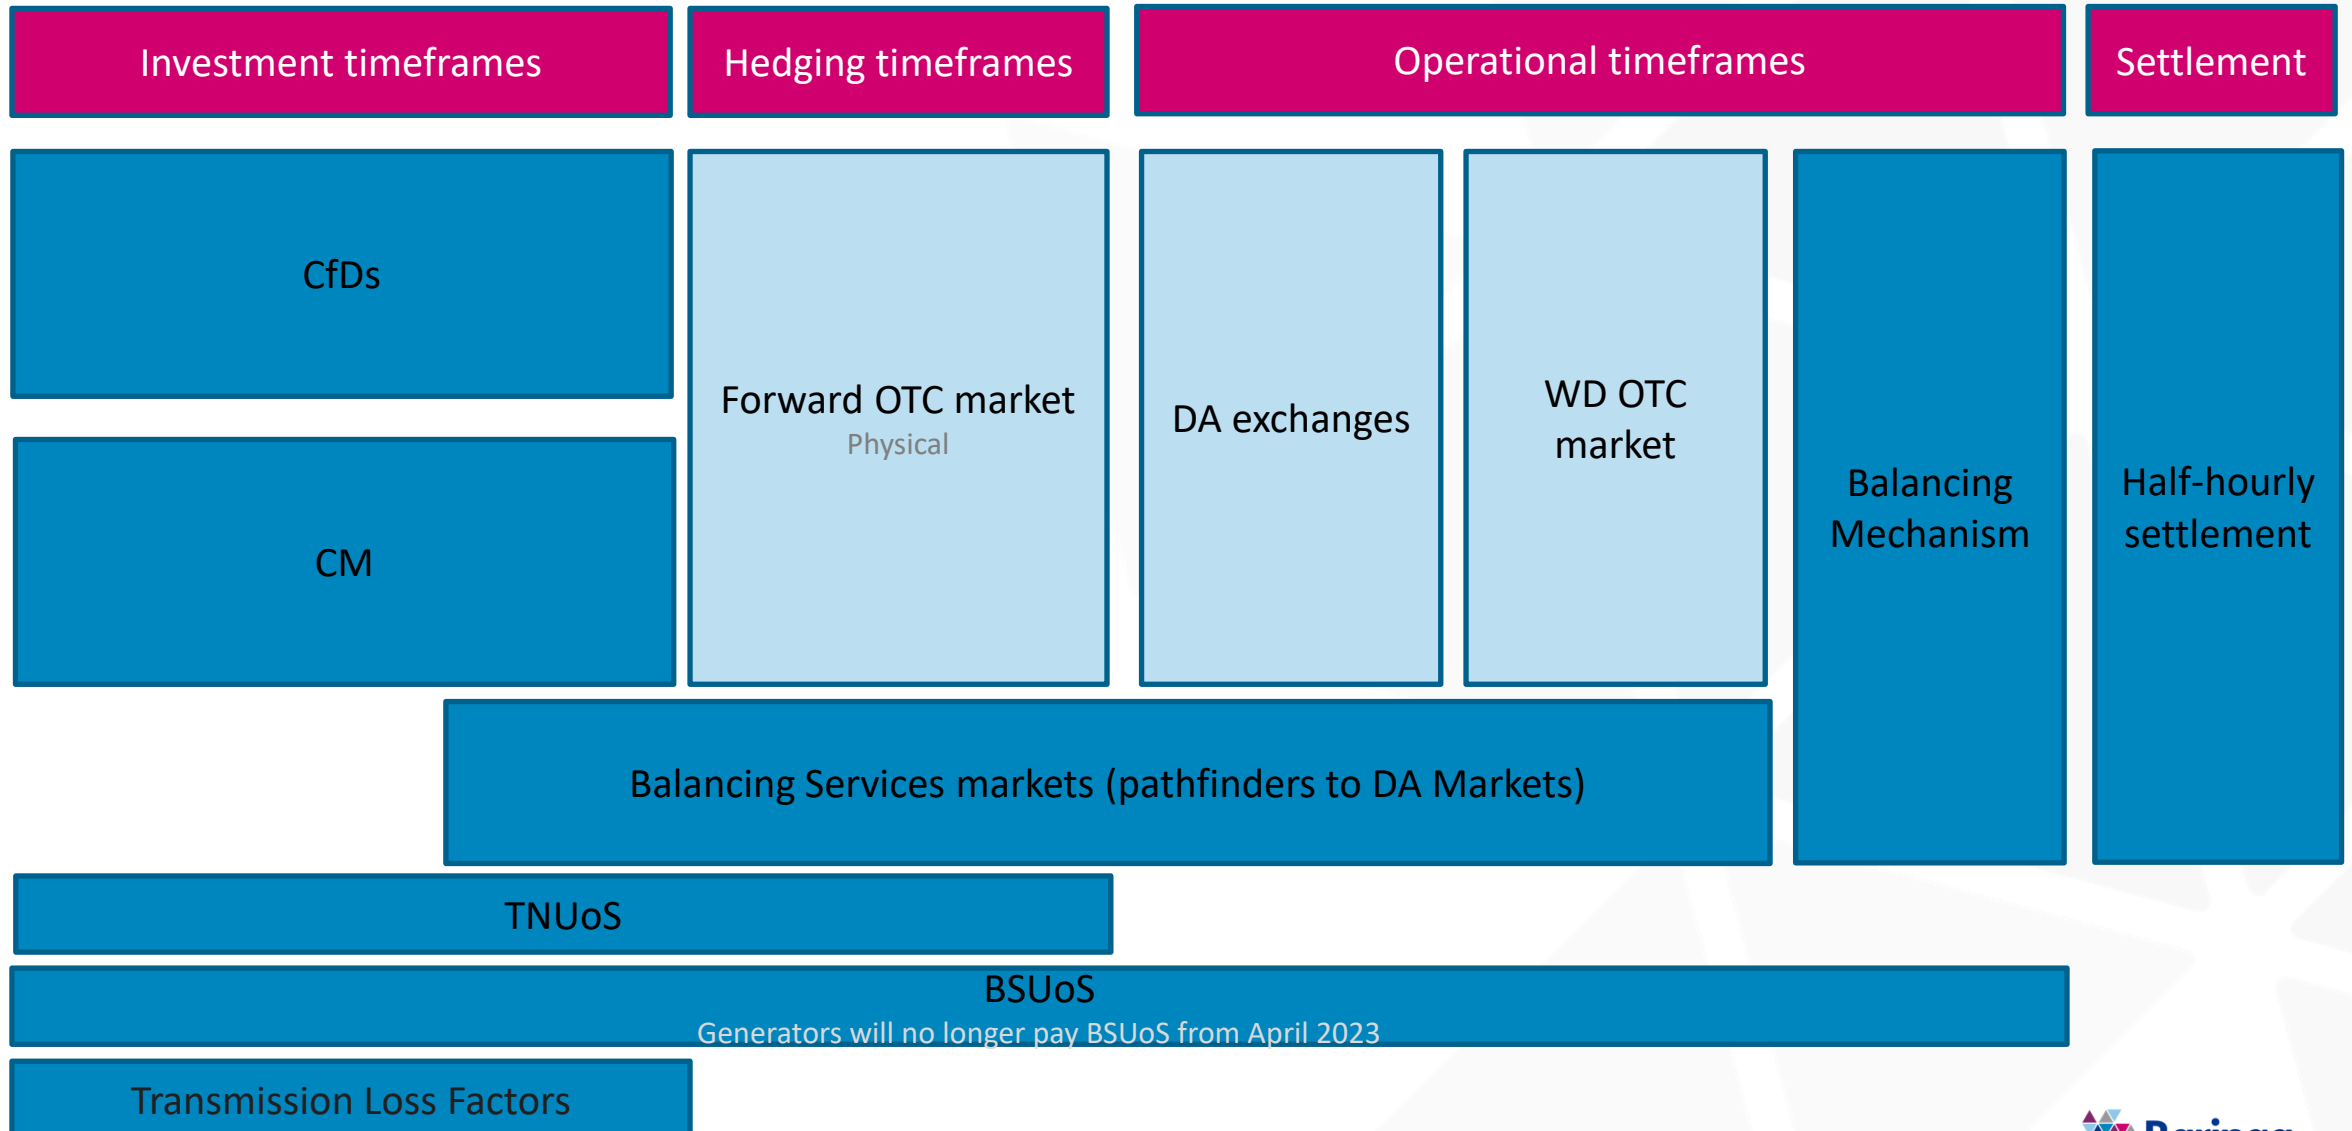 Investment timeframes
Hedging timeframes
Operational timeframes
Settlement
CfDs
CM
Forward OTC market
Physical
DA exchanges
WD OTC
market
Balancing
Mechanism
Half-hourly
settlement
Balancing Services markets (pathfinders to DA Markets)
TNUoS
BSUoS
Generators will no longer pay BSUoS from April 2023
Transmission Loss Factors